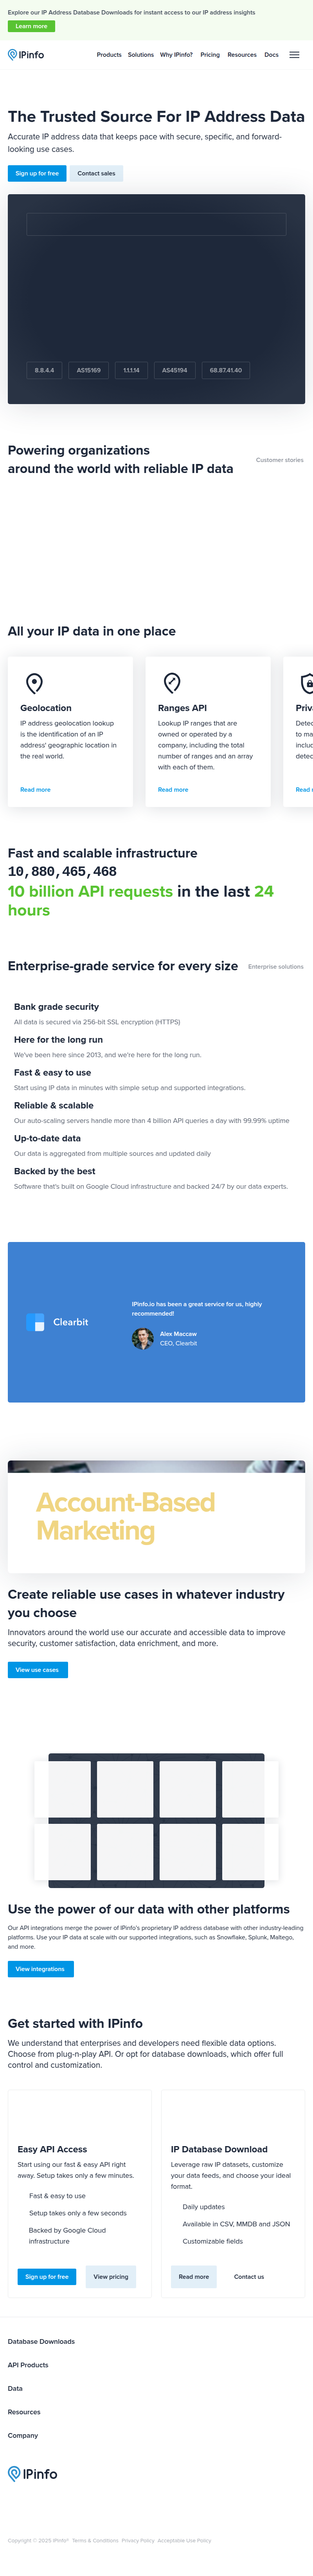 Explore our IP Address Database Downloads for instant access to our IP address insights
Learn more
IPinfo
Products Solutions Why IPinfo? Pricing Resources Docs
The Trusted Source For IP Address Data
Accurate IP address data that keeps pace with secure, specific, and forward-
looking use cases.
Sign up for free Contact sales
8.8.4.4 AS15169 1.1.1.14 AS45194 68.87.41.40
Powering organizations
around the world with reliable IP data
Customer stories
All your IP data in one place
Geolocation
IP address geolocation lookup
is the identification of an IP
address' geographic location in
the real world.
Read more
Ranges API
Lookup IP ranges that are
owned or operated by a
company, including the total
number of ranges and an array
with each of them.
Read more
Priva
Detec
to ma
includ
detec
Read m
Fast and scalable infrastructure
10,880,465,468
10 billion API requests in the last 24
hours
Enterprise-grade service for every size
Enterprise solutions
Bank grade security
All data is secured via 256-bit SSL encryption (HTTPS)
Here for the long run
We've been here since 2013, and we're here for the long run.
Fast & easy to use
Start using IP data in minutes with simple setup and supported integrations.
Reliable & scalable
Our auto-scaling servers handle more than 4 billion API queries a day with 99.99% uptime
Up-to-date data
Our data is aggregated from multiple sources and updated daily
Backed by the best
Software that's built on Google Cloud infrastructure and backed 24/7 by our data experts.
Clearbit
IPinfo.io has been a great service for us, highly
recommended!
Alex Maccaw
CEO, Clearbit
Account-Based
Marketing
Create reliable use cases in whatever industry
you choose
Innovators around the world use our accurate and accessible data to improve
security, customer satisfaction, data enrichment, and more.
View use cases
Use the power of our data with other platforms
Our API integrations merge the power of IPinfo's proprietary IP address database with other industry-leading
platforms. Use your IP data at scale with our supported integrations, such as Snowflake, Splunk, Maltego,
and more.
View integrations
Get started with IPinfo
We understand that enterprises and developers need flexible data options.
Choose from plug-n-play API. Or opt for database downloads, which offer full
control and customization.
Easy API Access
Start using our fast & easy API right
away. Setup takes only a few minutes.
Fast & easy to use
Setup takes only a few seconds
Backed by Google Cloud
infrastructure
Sign up for free View pricing
IP Database Download
Leverage raw IP datasets, customize
your data feeds, and choose your ideal
format.
Daily updates
Available in CSV, MMDB and JSON
Customizable fields
Read more Contact us
Database Downloads
API Products
Data
Resources
Company
IPinfo
Copyright © 2025 IPinfo® Terms & Conditions Privacy Policy Acceptable Use Policy